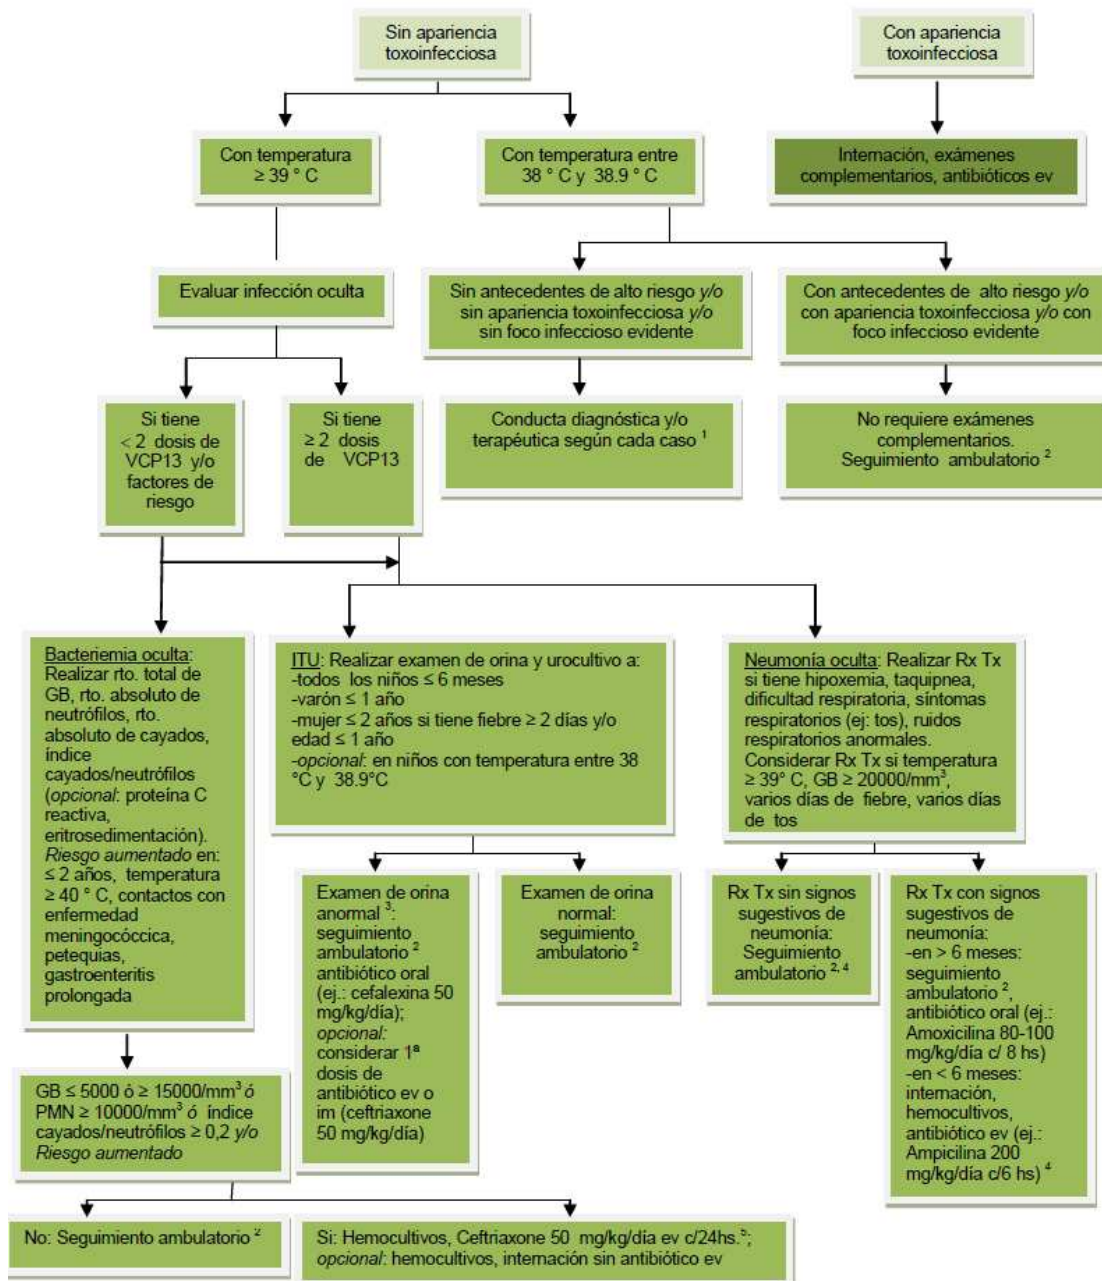 Sin apariencia
toxoinfecciosa
Con apariencia
toxoinfecciosa
Con temperatura
≥ 39 ° C
Con temperatura entre
38 ° C y 38.9 ° C
Internación, exámenes
complementarios, antibióticos ev
Evaluar infección oculta
Sin antecedentes de alto riesgo y/o
sin apariencia toxoinfecciosa y/o
sin foco infeccioso evidente
Con antecedentes de alto riesgo y/o
con apariencia toxoinfecciosa y/o con
foco infeccioso evidente
Si tiene
< 2 dosis de
VCP13 y/o
factores de
riesgo
Si tiene
≥ 2 dosis
de VCP13
Conducta diagnóstica y/o
terapéutica según cada caso ¹
No requiere exámenes
complementarios.
Seguimiento ambulatorio ²
Bacteriemia oculta:
Realizar rto. total de
GB, rto. absoluto de
neutrófilos, rto.
absoluto de cayados,
índice
cayados/neutrófilos
(opcional: proteína C
reactiva,
eritrosedimentación).
Riesgo aumentado en:
≤ 2 años, temperatura
≥ 40 ° C, contactos con
enfermedad
meningocóccica,
petequias,
gastroenteritis
prolongada
ITU: Realizar examen de orina y urocultivo a:
-todos los niños ≤ 6 meses
-varón ≤ 1 año
-mujer ≤ 2 años si tiene fiebre ≥ 2 días y/o
edad ≤ 1 año
-opcional: en niños con temperatura entre 38
°C y 38.9°C
Neumonía oculta: Realizar Rx Tx
si tiene hipoxemia, taquipnea,
dificultad respiratoria, síntomas
respiratorios (ej: tos), ruidos
respiratorios anormales.
Considerar Rx Tx si temperatura
≥ 39° C, GB ≥ 20000/mm³,
varios días de fiebre, varios días
de tos
Examen de orina
anormal ³:
seguimiento
ambulatorio ²
antibiótico oral
(ej.: cefalexina 50
mg/kg/día);
opcional:
considerar 1ª
dosis de
antibiótico ev o
im (ceftriaxone
50 mg/kg/día)
Examen de orina
normal:
seguimiento
ambulatorio ²
Rx Tx sin signos
sugestivos de
neumonía:
Seguimiento
ambulatorio ²˒ ⁴
Rx Tx con signos
sugestivos de
neumonía:
-en > 6 meses:
seguimiento
ambulatorio ²,
antibiótico oral (ej.:
Amoxicilina 80-100
mg/kg/día c/ 8 hs)
-en < 6 meses:
internación,
hemocultivos,
antibiótico ev (ej.:
Ampicilina 200
mg/kg/día c/6 hs) ⁴
GB ≤ 5000 ó ≥ 15000/mm³ ó
PMN ≥ 10000/mm³ ó índice
cayados/neutrófilos ≥ 0,2 y/o
Riesgo aumentado
No: Seguimiento ambulatorio ²
Si: Hemocultivos, Ceftriaxone 50 mg/kg/día ev c/24hs.⁵;
opcional: hemocultivos, internación sin antibiótico ev